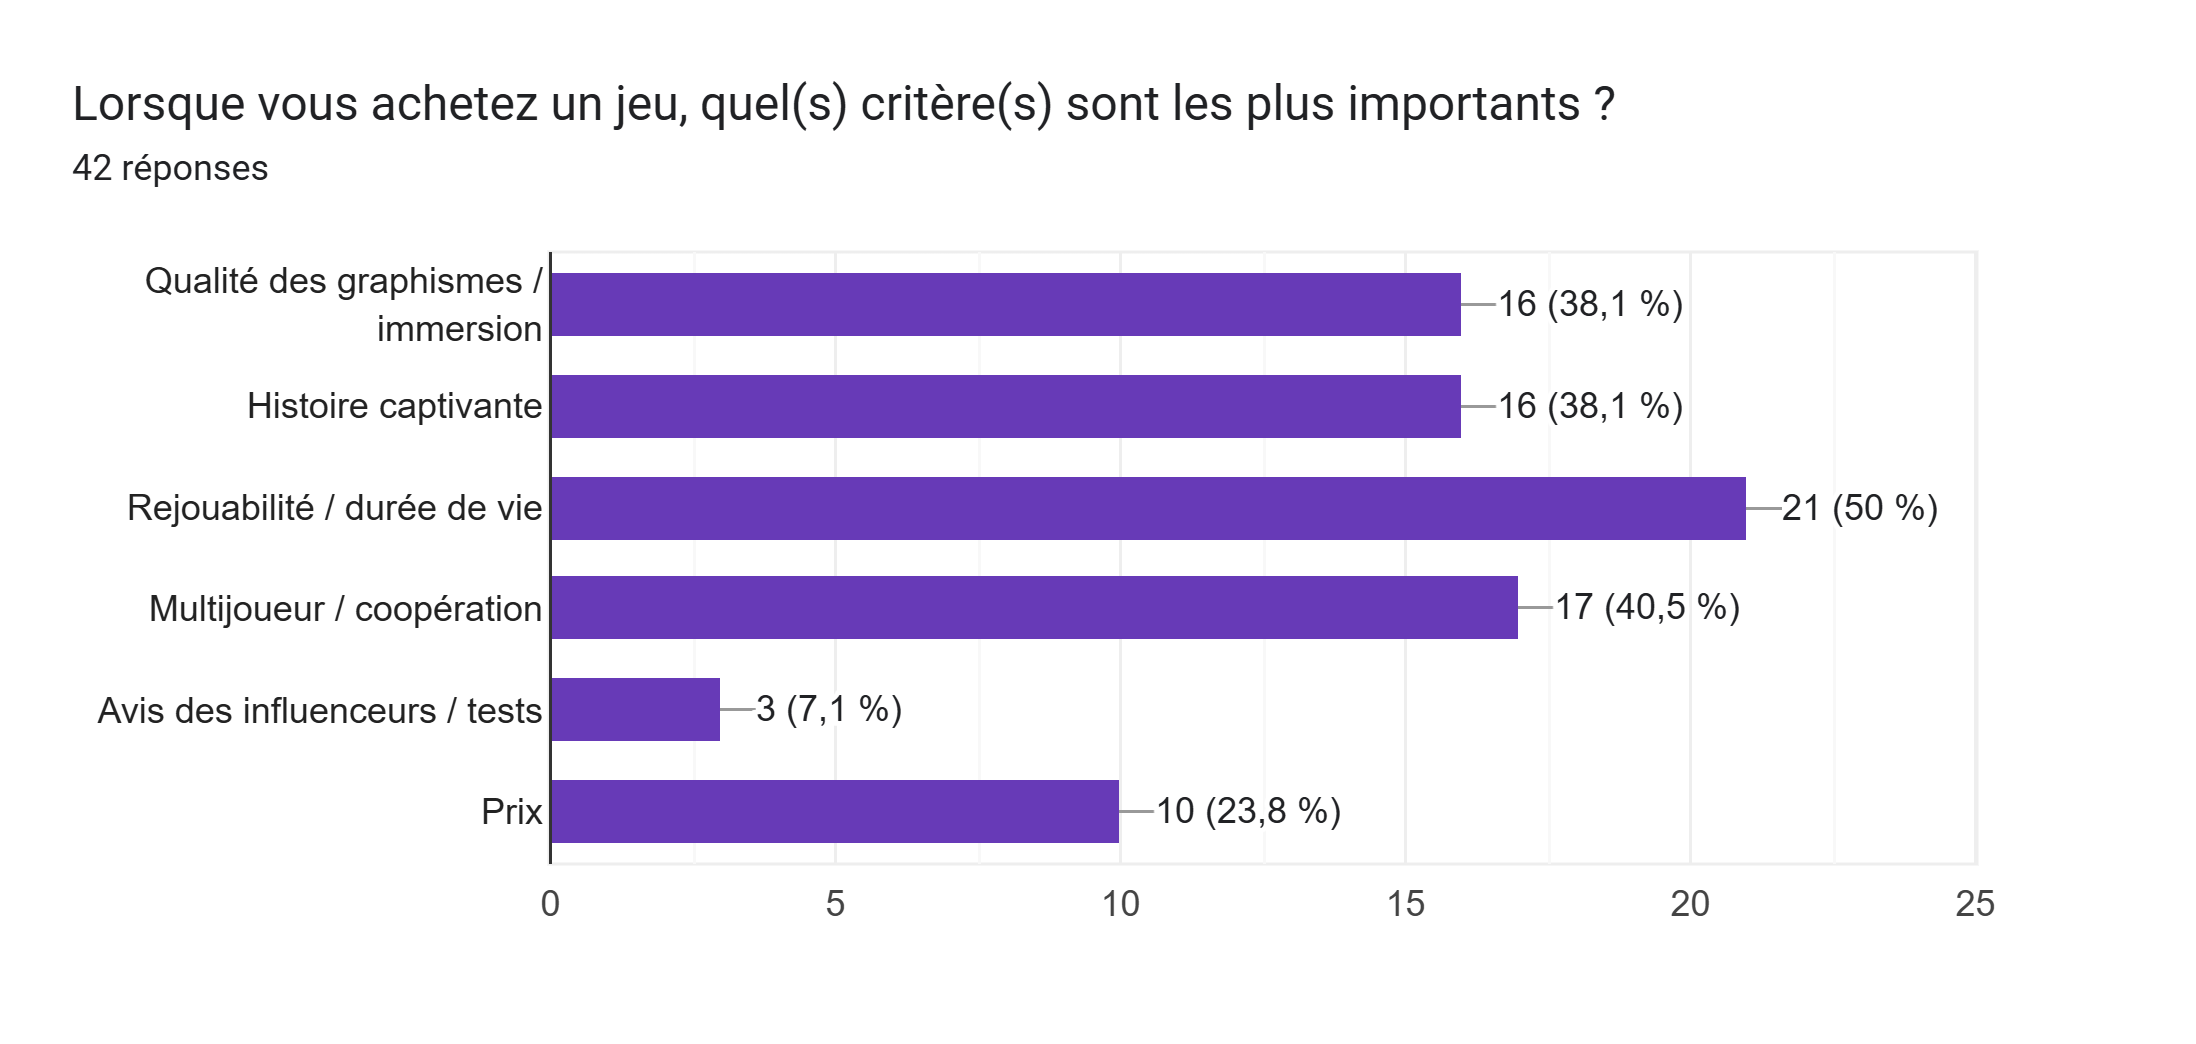 Lorsque vous achetez un jeu, quel(s) critère(s) sont les plus importants ?
42 réponses
Qualité des graphismes /
immersion
16 (38,1 %)
Histoire captivante
16 (38,1 %)
Rejouabilité / durée de vie
21 (50 %)
Multijoueur / coopération
17 (40,5 %)
Avis des influenceurs / tests
3 (7,1 %)
Prix
10 (23,8 %)
0 5 10 15 20 25